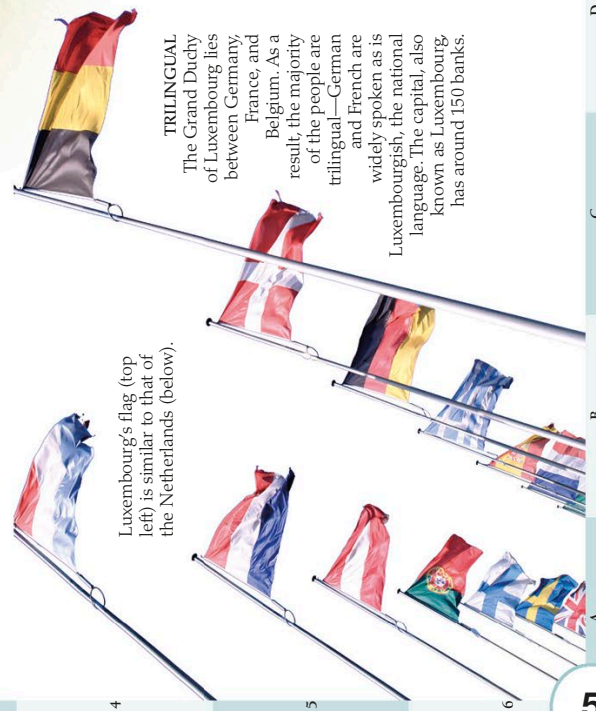 TRILINGUAL
The Grand Duchy
of Luxembourg lies
between Germany,
France, and
Belgium. As a
result, the majority
of the people are
trilingual—German
and French are
widely spoken as is
Luxembourgish, the national
language. The capital, also
known as Luxembourg,
has around 150 banks.
Luxembourg’s flag (top
left) is similar to that of
the Netherlands (below).
4
5
6
A
B
C
D
5